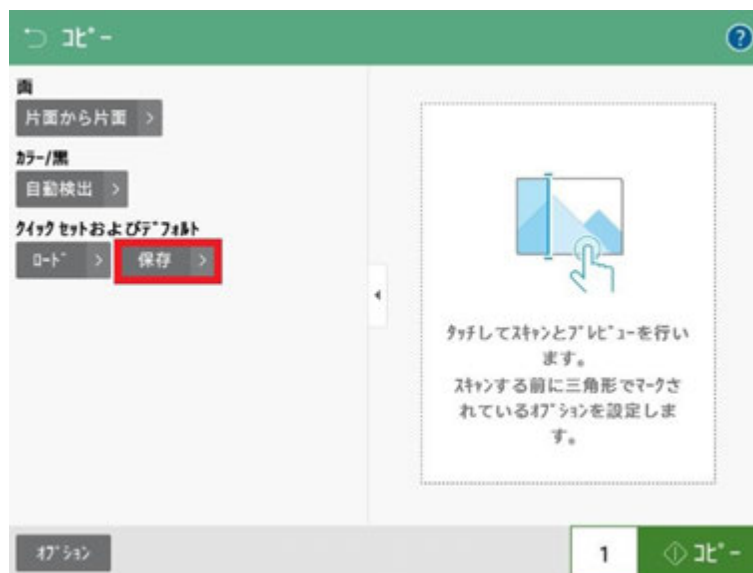 コピー
?
面
片面から片面 >
カラー/黒
自動検出 >
クイック セットおよびデフォルト
ロード >
保存 >
タッチしてスキャンとプレビューを行い
ます。
スキャンする前に三角形でマークさ
れているオプションを設定しま
す。
オプション
1
コピー